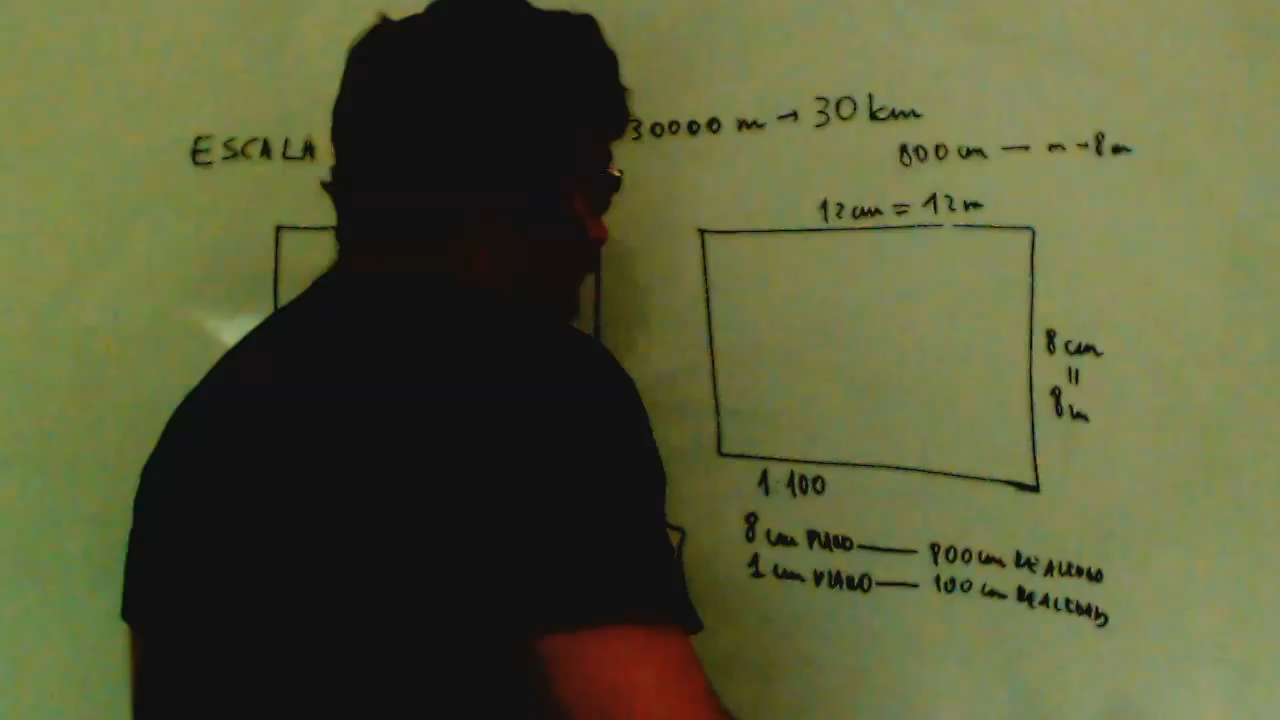 ESCALA
30000 m → 30 km
800 cm — m → 8 m
12 cm = 12 m
8 cm
=
8 m
1:100
8 cm PLANO — 800 cm REALIDAD
1 cm PLANO — 100 cm REALIDAD